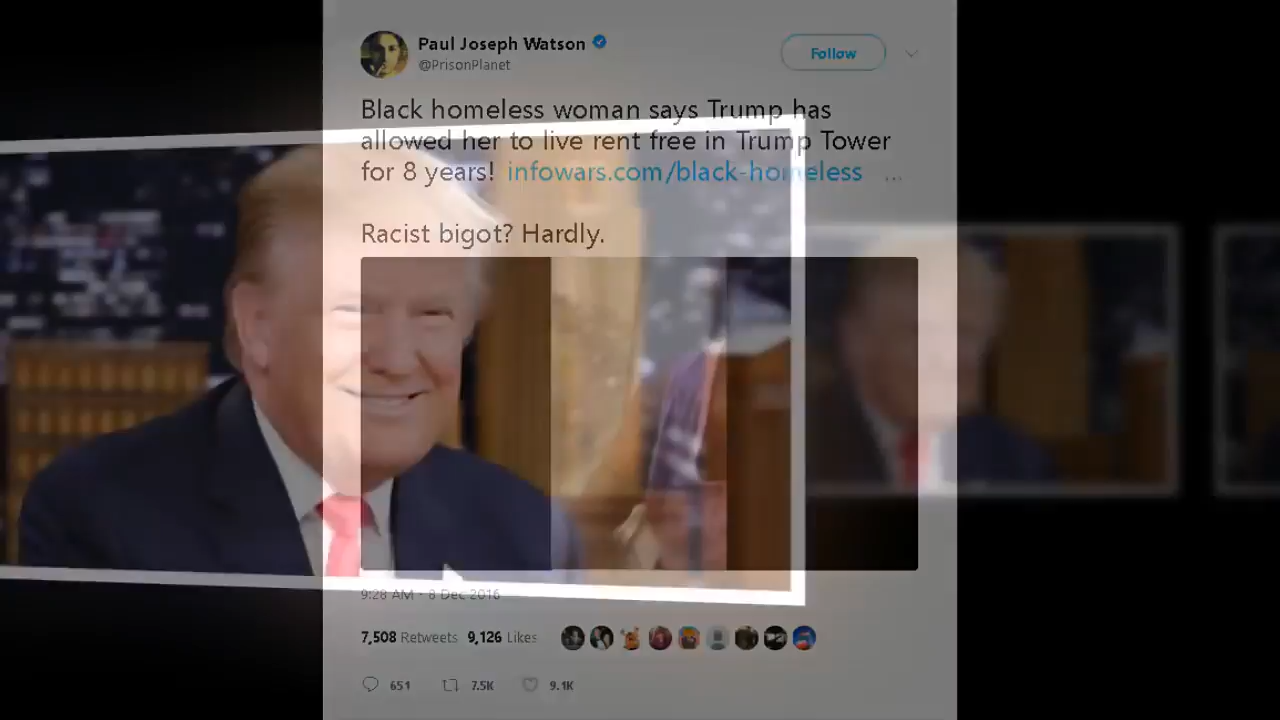 Paul Joseph Watson
@PrisonPlanet
Follow
Black homeless woman says Trump has
allowed her to live rent free in Trump Tower
for 8 years! infowars.com/black-homeless ...
Racist bigot? Hardly.
9:28 AM - 8 Dec 2016
7,508 Retweets 9,126 Likes
651 7.5K 9.1K